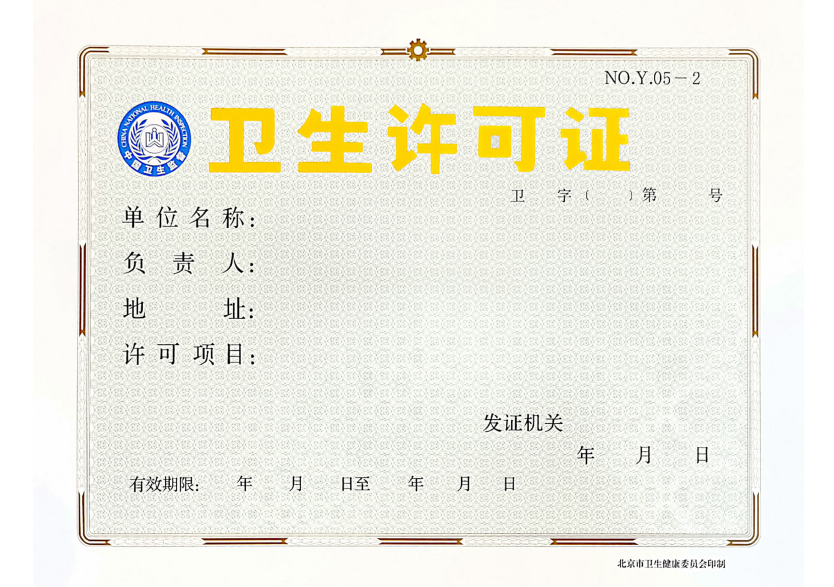 NO.Y.05－2
CHINA NATIONAL HEALTH INSPECTION
中国卫生监督
卫生许可证
卫 字（ ）第 号
单位名称：
负责人：
地址：
许可项目：
发证机关
年 月 日
有效期限： 年 月 日至 年 月 日
北京市卫生健康委员会印制